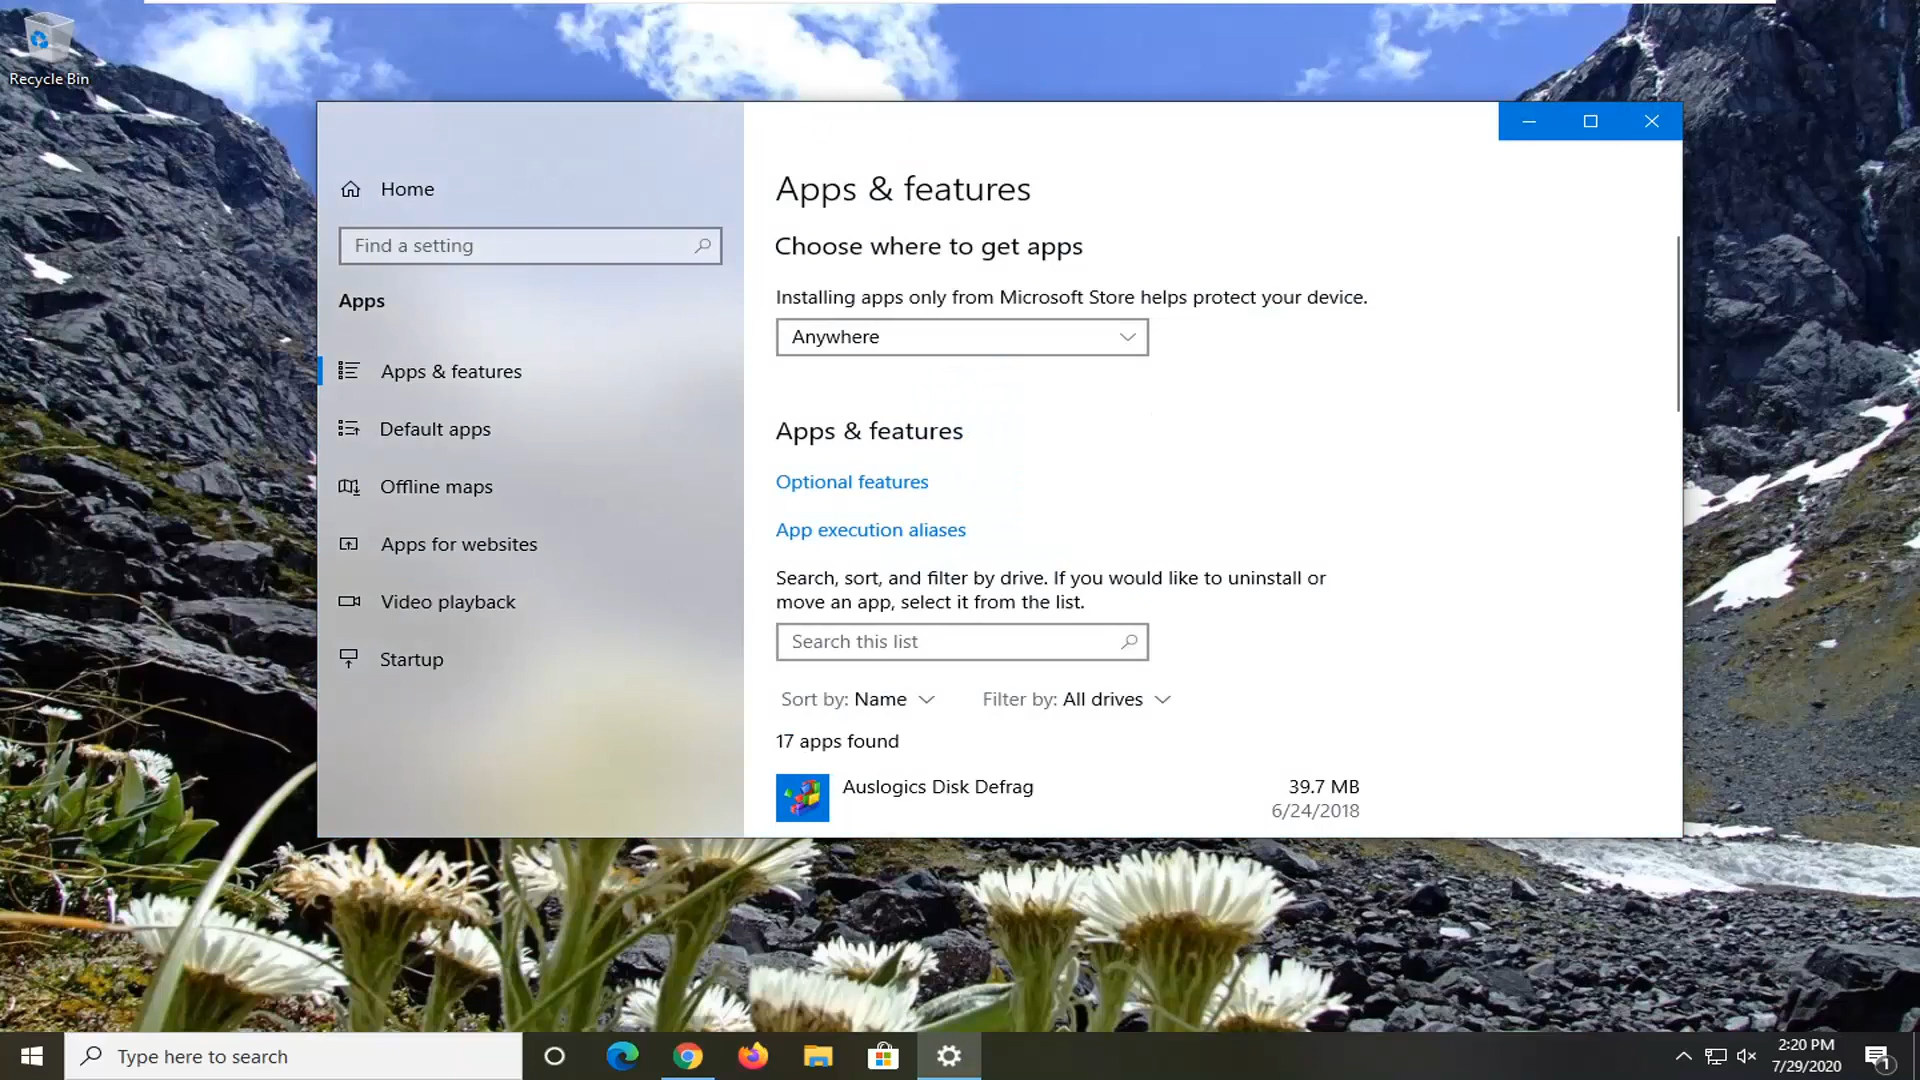 Recycle Bin
Home
Find a setting
Apps
Apps & features
Default apps
Offline maps
Apps for websites
Video playback
Startup
Apps & features
Choose where to get apps
Installing apps only from Microsoft Store helps protect your device.
Anywhere
Apps & features
Optional features
App execution aliases
Search, sort, and filter by drive. If you would like to uninstall or
move an app, select it from the list.
Search this list
Sort by: Name Filter by: All drives
17 apps found
Auslogics Disk Defrag 39.7 MB
6/24/2018
Type here to search
2:20 PM
7/29/2020
1